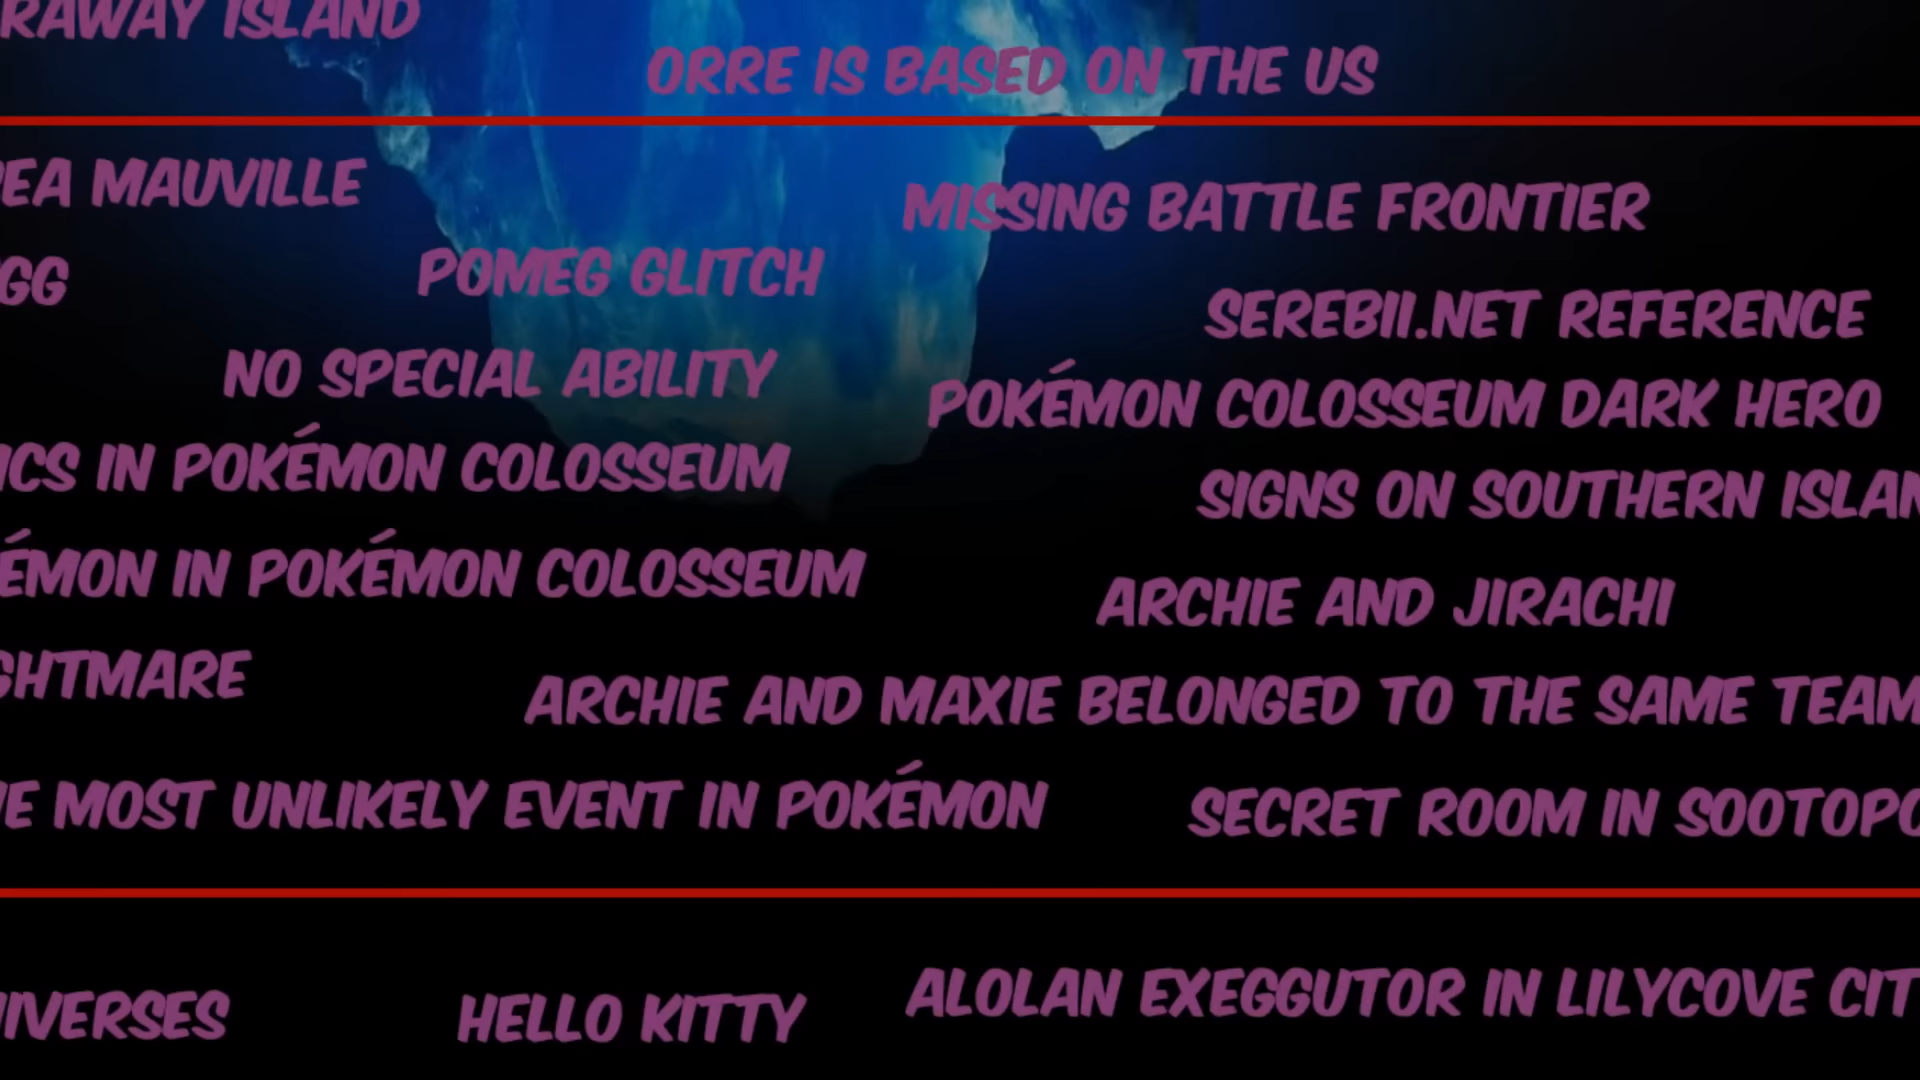 RAWAY ISLAND
ORRE IS BASED ON THE US
EA MAUVILLE
MISSING BATTLE FRONTIER
GG
POMEG GLITCH
SEREBII.NET REFERENCE
NO SPECIAL ABILITY
POKÉMON COLOSSEUM DARK HERO
ICS IN POKÉMON COLOSSEUM
SIGNS ON SOUTHERN ISLAN
ÉMON IN POKÉMON COLOSSEUM
ARCHIE AND JIRACHI
GHTMARE
ARCHIE AND MAXIE BELONGED TO THE SAME TEAM
E MOST UNLIKELY EVENT IN POKÉMON
SECRET ROOM IN SOOTOPO
IVERSES
HELLO KITTY
ALOLAN EXEGGUTOR IN LILYCOVE CIT